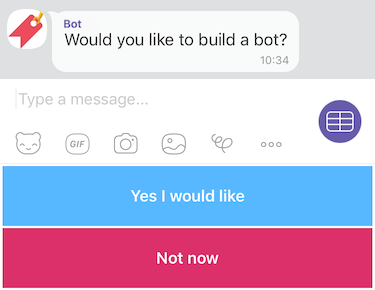 Bot
Would you like to build a bot?
10:34
Type a message...
GIF
Yes I would like
Not now